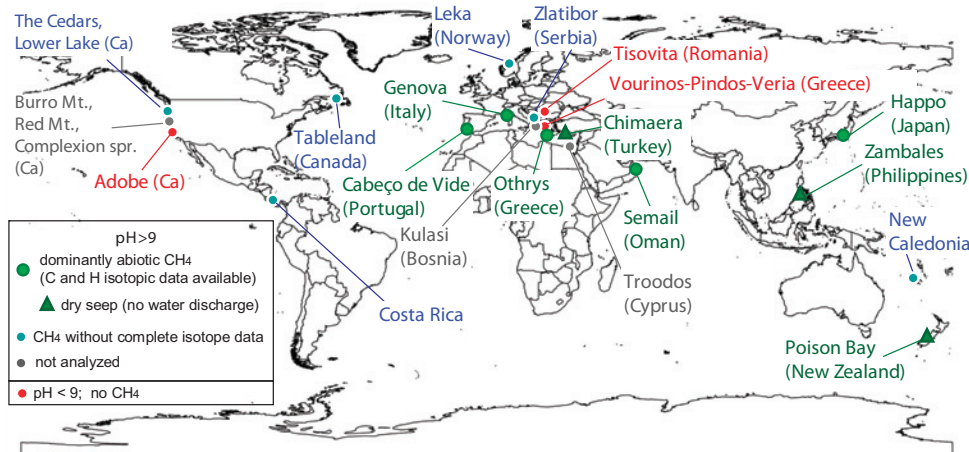 The Cedars,
Lower Lake (Ca)
Burro Mt.,
Red Mt.,
Complexion spr.
(Ca)
Adobe (Ca)
Tableland
(Canada)
Costa Rica
Leka
(Norway)
Zlatibor
(Serbia)
Tisovita (Romania)
Vourinos-Pindos-Veria (Greece)
Genova
(Italy)
Chimaera
(Turkey)
Cabeço de Vide
(Portugal)
Othrys
(Greece)
Kulasi
(Bosnia)
Semail
(Oman)
Troodos
(Cyprus)
Happo
(Japan)
Zambales
(Philippines)
New
Caledonia
Poison Bay
(New Zealand)
pH>9
dominantly abiotic CH4
(C and H isotopic data available)
dry seep (no water discharge)
CH4 without complete isotope data
not analyzed
pH < 9; no CH4